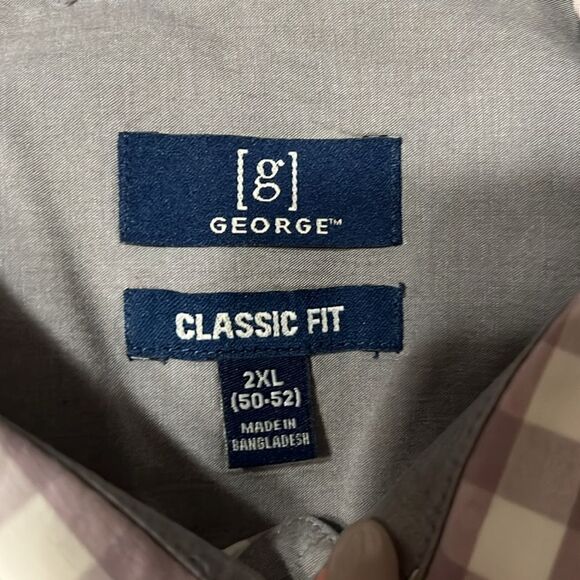 [g]
GEORGE™
CLASSIC FIT
2XL
(50-52)
MADE IN
BANGLADESH